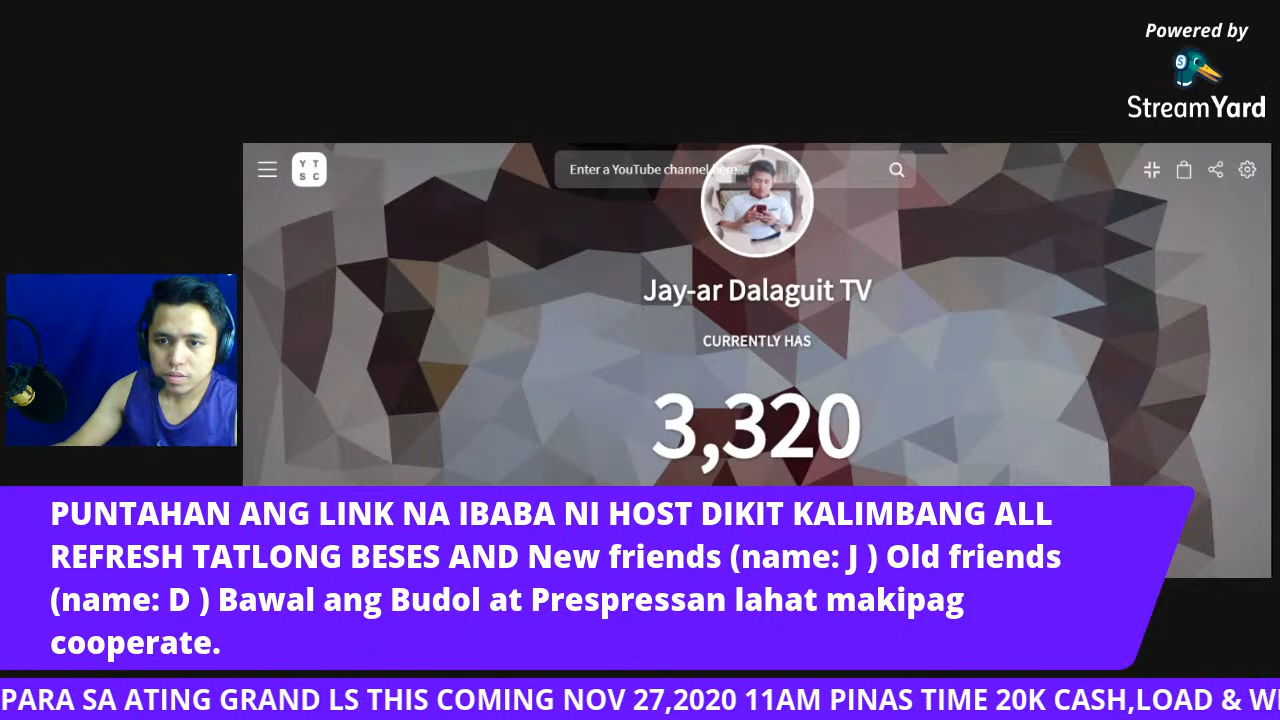 Powered by
StreamYard
Y T
S C
Enter a YouTube channel here...
Jay-ar Dalaguit TV
CURRENTLY HAS
3,320
PUNTAHAN ANG LINK NA IBABA NI HOST DIKIT KALIMBANG ALL
REFRESH TATLONG BESES AND New friends (name: J ) Old friends
(name: D ) Bawal ang Budol at Prespressan lahat makipag
cooperate.
PARA SA ATING GRAND LS THIS COMING NOV 27,2020 11AM PINAS TIME 20K CASH,LOAD &